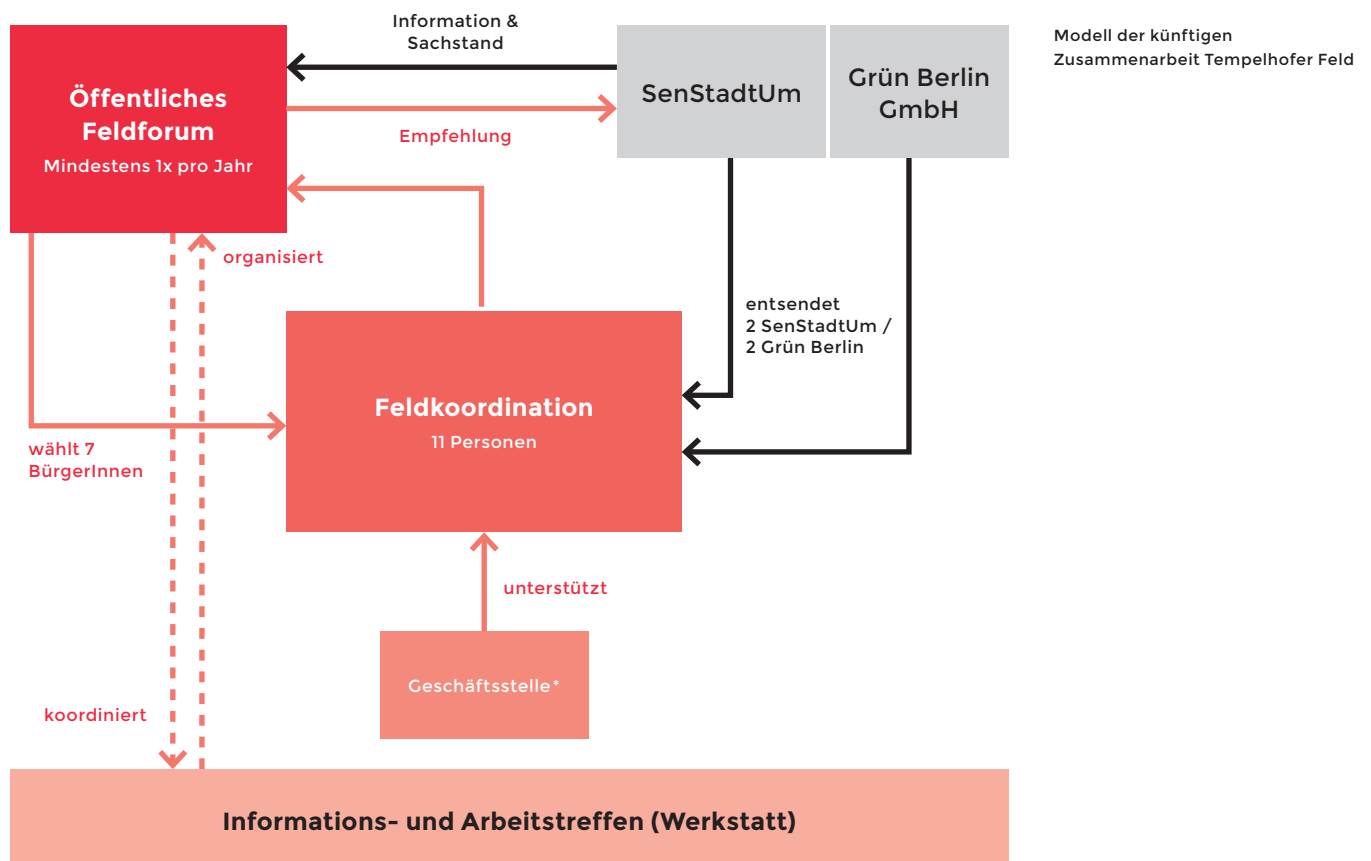 Information &
Sachstand
Modell der künftigen
Zusammenarbeit Tempelhofer Feld
Öffentliches
Feldforum
Mindestens 1x pro Jahr
SenStadtUm
Grün Berlin
GmbH
Empfehlung
organisiert
entsendet
2 SenStadtUm /
2 Grün Berlin
Feldkoordination
11 Personen
wählt 7
BürgerInnen
unterstützt
Geschäftsstelle*
koordiniert
Informations- und Arbeitstreffen (Werkstatt)